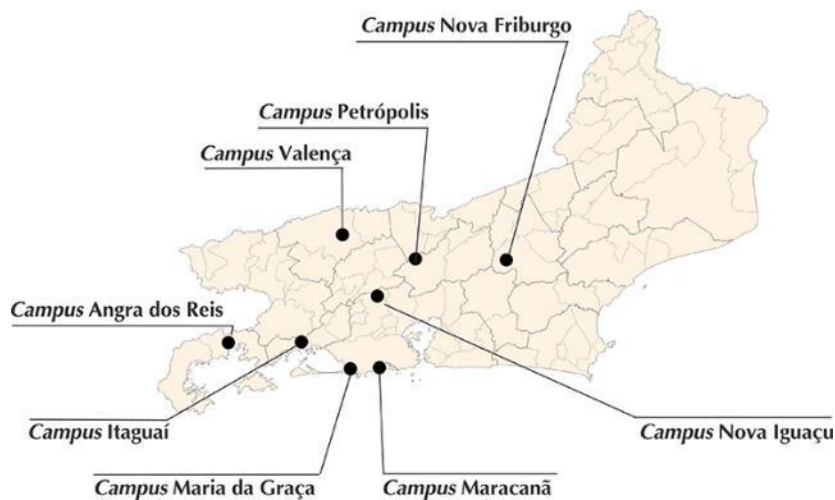 Campus Nova Friburgo
Campus Petrópolis
Campus Valença
Campus Angra dos Reis
Campus Itaguaí
Campus Nova Iguaçu
Campus Maria da Graça
Campus Maracanã